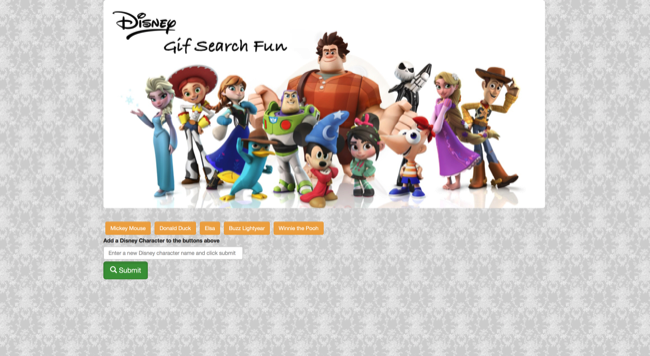 Disney
Gif Search Fun
Mickey Mouse Donald Duck Elsa Buzz Lightyear Winnie the Pooh
Add a Disney Character to the buttons above
Enter a new Disney character name and click submit
Submit